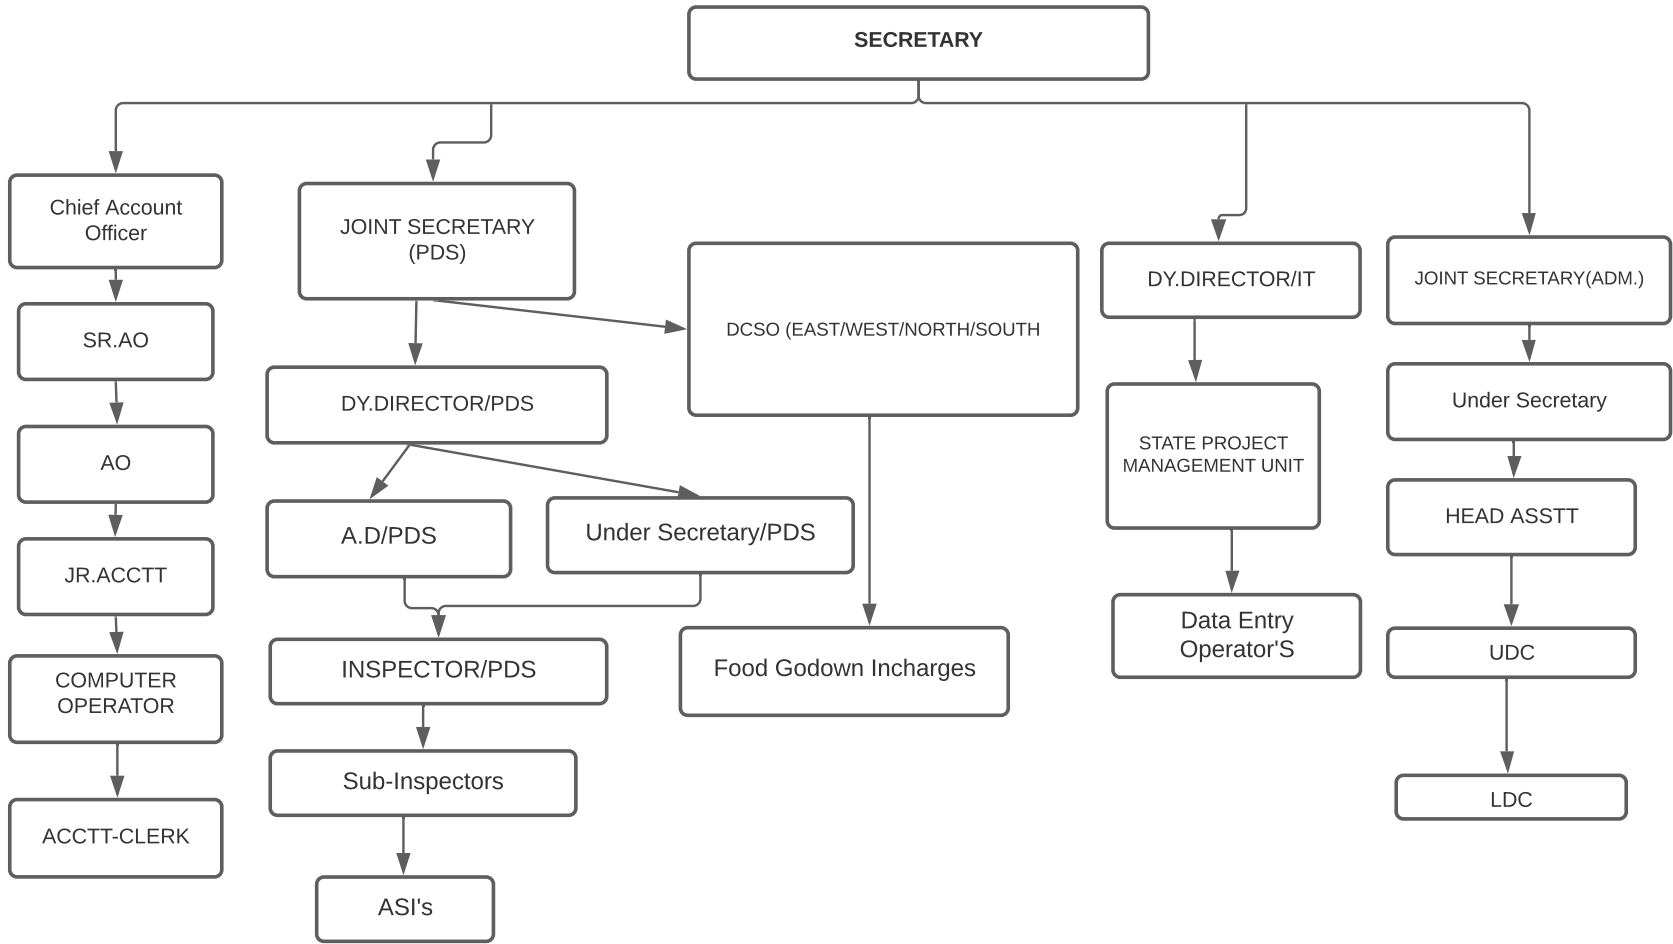 SECRETARY
Chief Account
Officer
SR.AO
AO
JR.ACCTT
COMPUTER
OPERATOR
ACCTT-CLERK
JOINT SECRETARY
(PDS)
DY.DIRECTOR/PDS
A.D/PDS
Under Secretary/PDS
INSPECTOR/PDS
Sub-Inspectors
ASI's
DCSO (EAST/WEST/NORTH/SOUTH
Food Godown Incharges
DY.DIRECTOR/IT
STATE PROJECT
MANAGEMENT UNIT
Data Entry
Operator'S
JOINT SECRETARY(ADM.)
Under Secretary
HEAD ASSTT
UDC
LDC